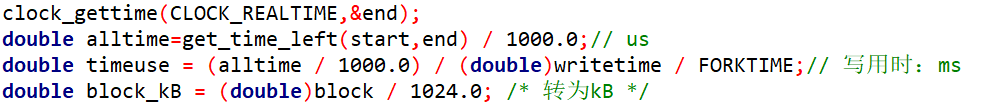 clock_gettime(CLOCK_REALTIME,&end);
double alltime=get_time_left(start,end) / 1000.0;// us
double timeuse = (alltime / 1000.0) / (double)writetime / FORKTIME;// 写用时：ms
double block_kB = (double)block / 1024.0; /* 转为kB */